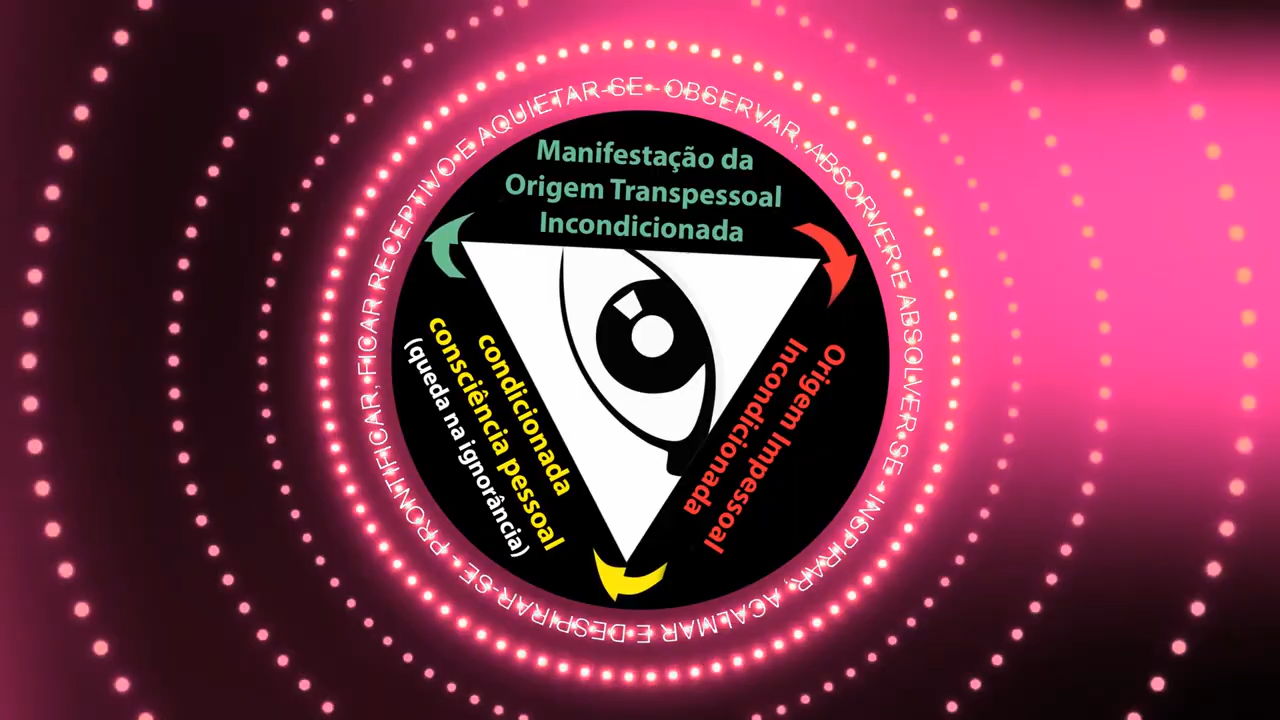 PRONTIFICAR, FICAR RECEPTIVO E AQUIETAR-SE - OBSERVAR, ABSORVER E ABSOLVER-SE - INSPIRAR, ACALMAR E DESPIRAR-SE -
Manifestação da
Origem Transpessoal
Incondicionada
Origem Impessoal
Incondicionada
condicionada
consciência pessoal
(queda na ignorância)